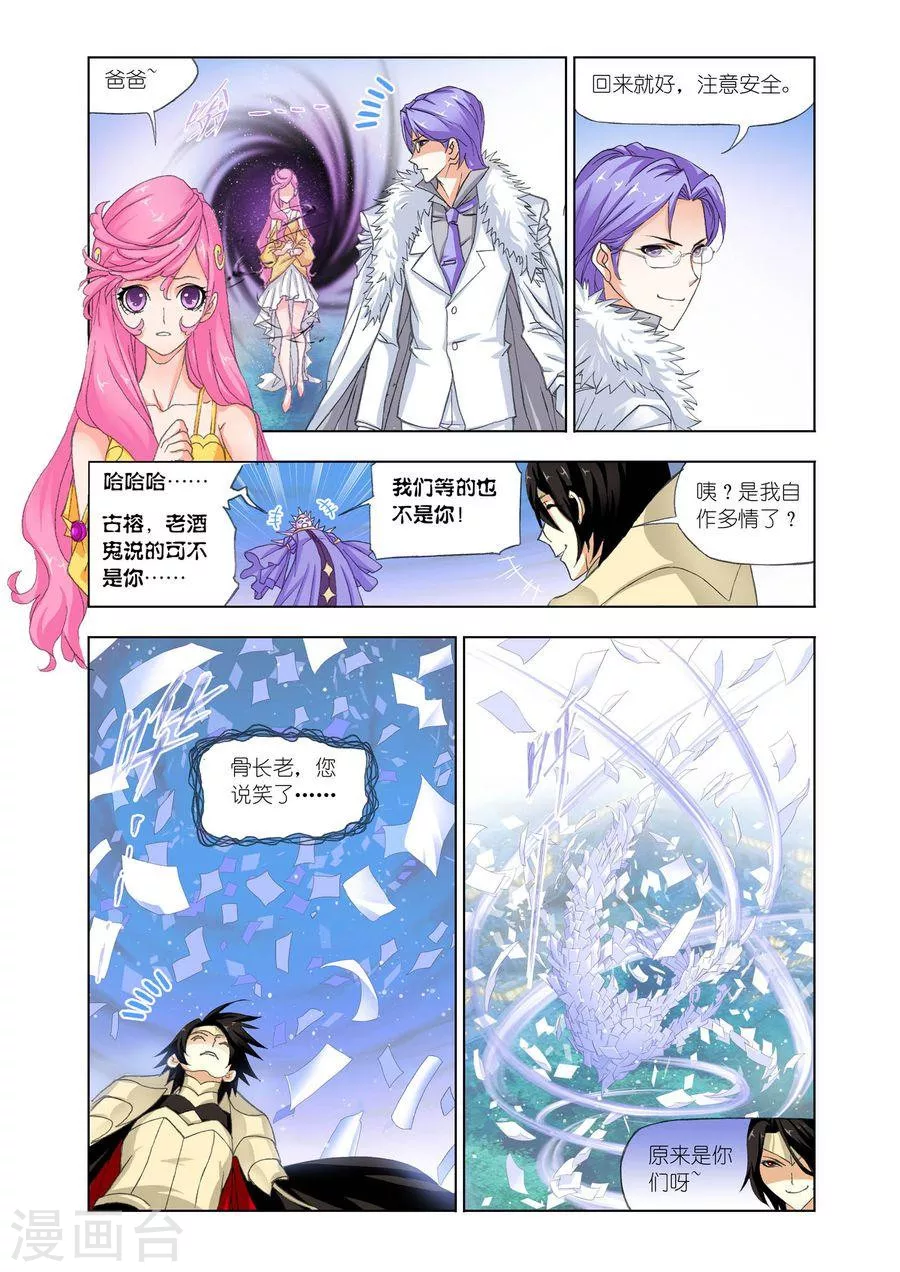 爸爸~
回来就好，注意安全。
哈哈哈……
古榕，老酒
鬼说的可不
是你……
我们等的也
不是你！
咦？是我自
作多情了？
骨长老，您
说笑了……
原来是你
们呀~
漫画台